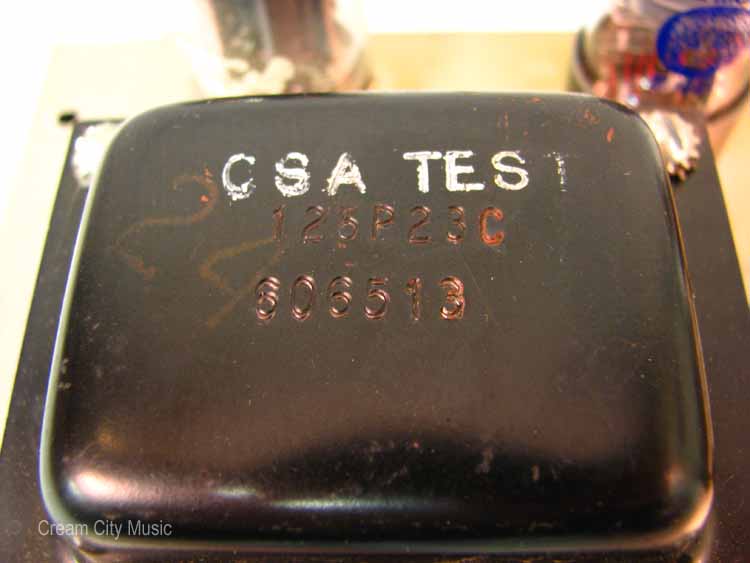 CSA TEST
125P23C
606513
© Cream City Music